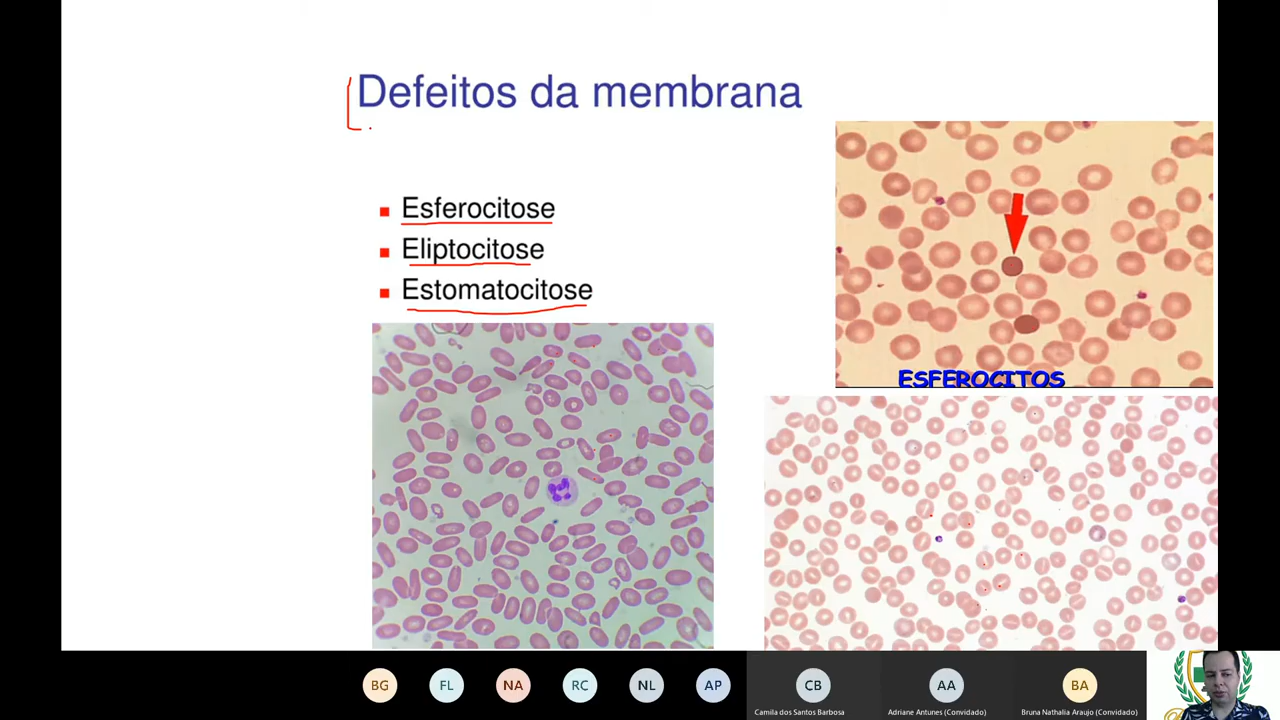 Defeitos da membrana
Esferocitose
Eliptocitose
Estomatocitose
ESFEROCITOS
BG
FL
NA
RC
NL
AP
CB
AA
BA
Camila dos Santos Barbosa
Adriane Antunes (Convidado)
Bruna Nathalia Araujo (Convidado)